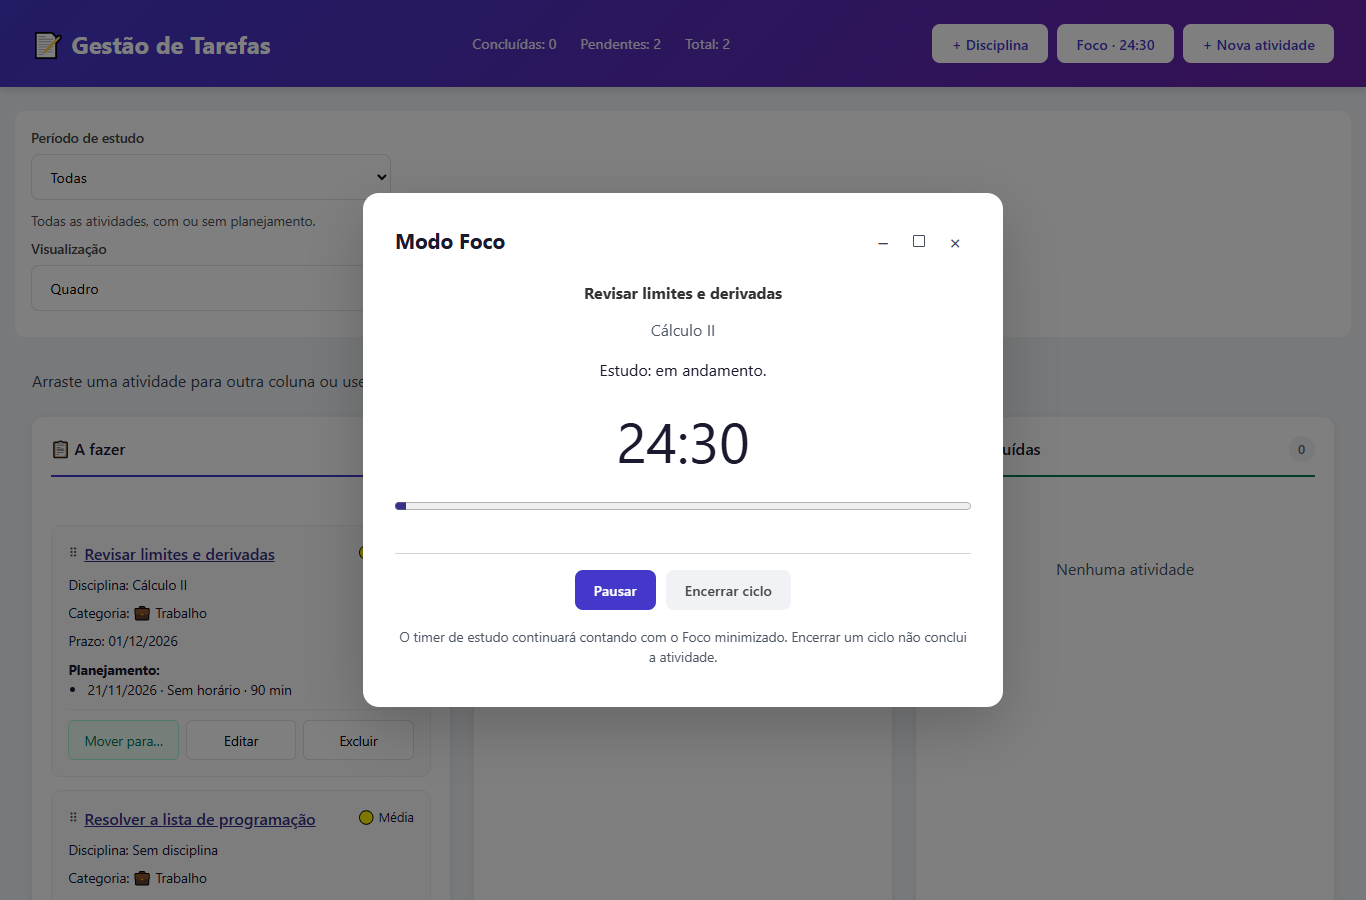 Gestão de Tarefas
Concluídas: 0 Pendentes: 2 Total: 2
+ Disciplina
Foco · 24:30
+ Nova atividade
Período de estudo
Todas
Todas as atividades, com ou sem planejamento.
Visualização
Quadro
Arraste uma atividade para outra coluna ou use
Modo Foco
Revisar limites e derivadas
Cálculo II
Estudo: em andamento.
24:30
Pausar
Encerrar ciclo
O timer de estudo continuará contando com o Foco minimizado. Encerrar um ciclo não conclui
a atividade.
A fazer
Revisar limites e derivadas
Disciplina: Cálculo II
Categoria: 💼 Trabalho
Prazo: 01/12/2026
Planejamento:
• 21/11/2026 · Sem horário · 90 min
Mover para...
Editar
Excluir
Resolver a lista de programação
Média
Disciplina: Sem disciplina
Categoria: 💼 Trabalho
uídas
0
Nenhuma atividade